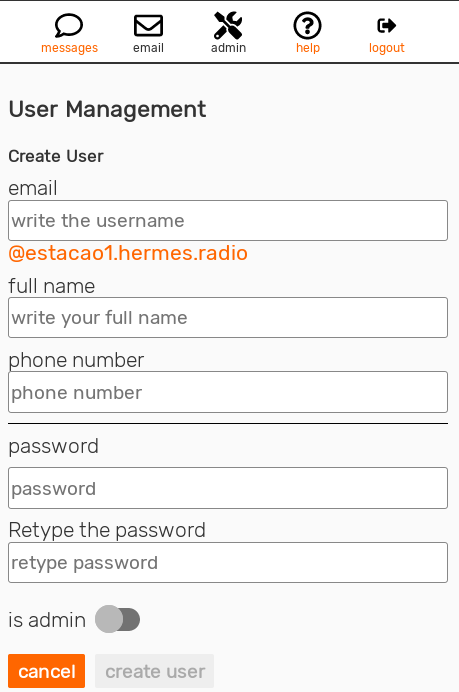 messages email admin help logout
User Management
Create User
email
write the username
@estacao1.hermes.radio
full name
write your full name
phone number
phone number
password
password
Retype the password
retype password
is admin
cancel create user